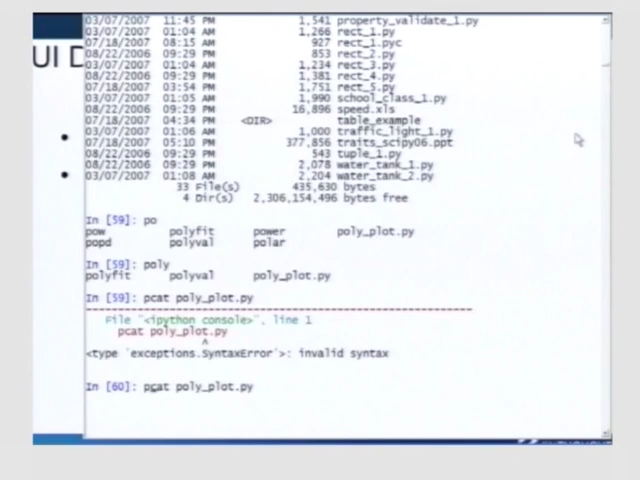 03/07/2007 11:45 PM 1,541 property_validate_1.py
03/07/2007 01:04 AM 1,266 rect_1.py
07/18/2007 08:15 AM 927 rect_1.pyc
08/22/2006 09:29 PM 853 rect_2.py
03/07/2007 01:04 AM 1,234 rect_3.py
08/22/2006 09:29 PM 1,381 rect_4.py
07/18/2007 03:54 PM 1,751 rect_5.py
03/07/2007 01:05 AM 1,990 school_class_1.py
08/22/2006 09:29 PM 16,896 speed.xls
07/18/2007 04:34 PM <DIR> table_example
03/07/2007 01:06 AM 1,000 traffic_light_1.py
07/18/2007 05:10 PM 377,856 traits_scipy06.ppt
08/22/2006 09:29 PM 543 tuple_1.py
08/22/2006 09:29 PM 2,078 water_tank_1.py
03/07/2007 01:08 AM 2,204 water_tank_2.py
33 File(s) 435,630 bytes
4 Dir(s) 2,306,154,496 bytes free
UI D
In [59]: po
pow polyfit power poly_plot.py
popd polyval polar
In [59]: poly
polyfit polyval poly_plot.py
In [59]: pcat poly_plot.py
------------------------------------------------------------
File "<ipython console>", line 1
pcat poly_plot.py
^
<type 'exceptions.SyntaxError'>: invalid syntax
In [60]: pcat poly_plot.py